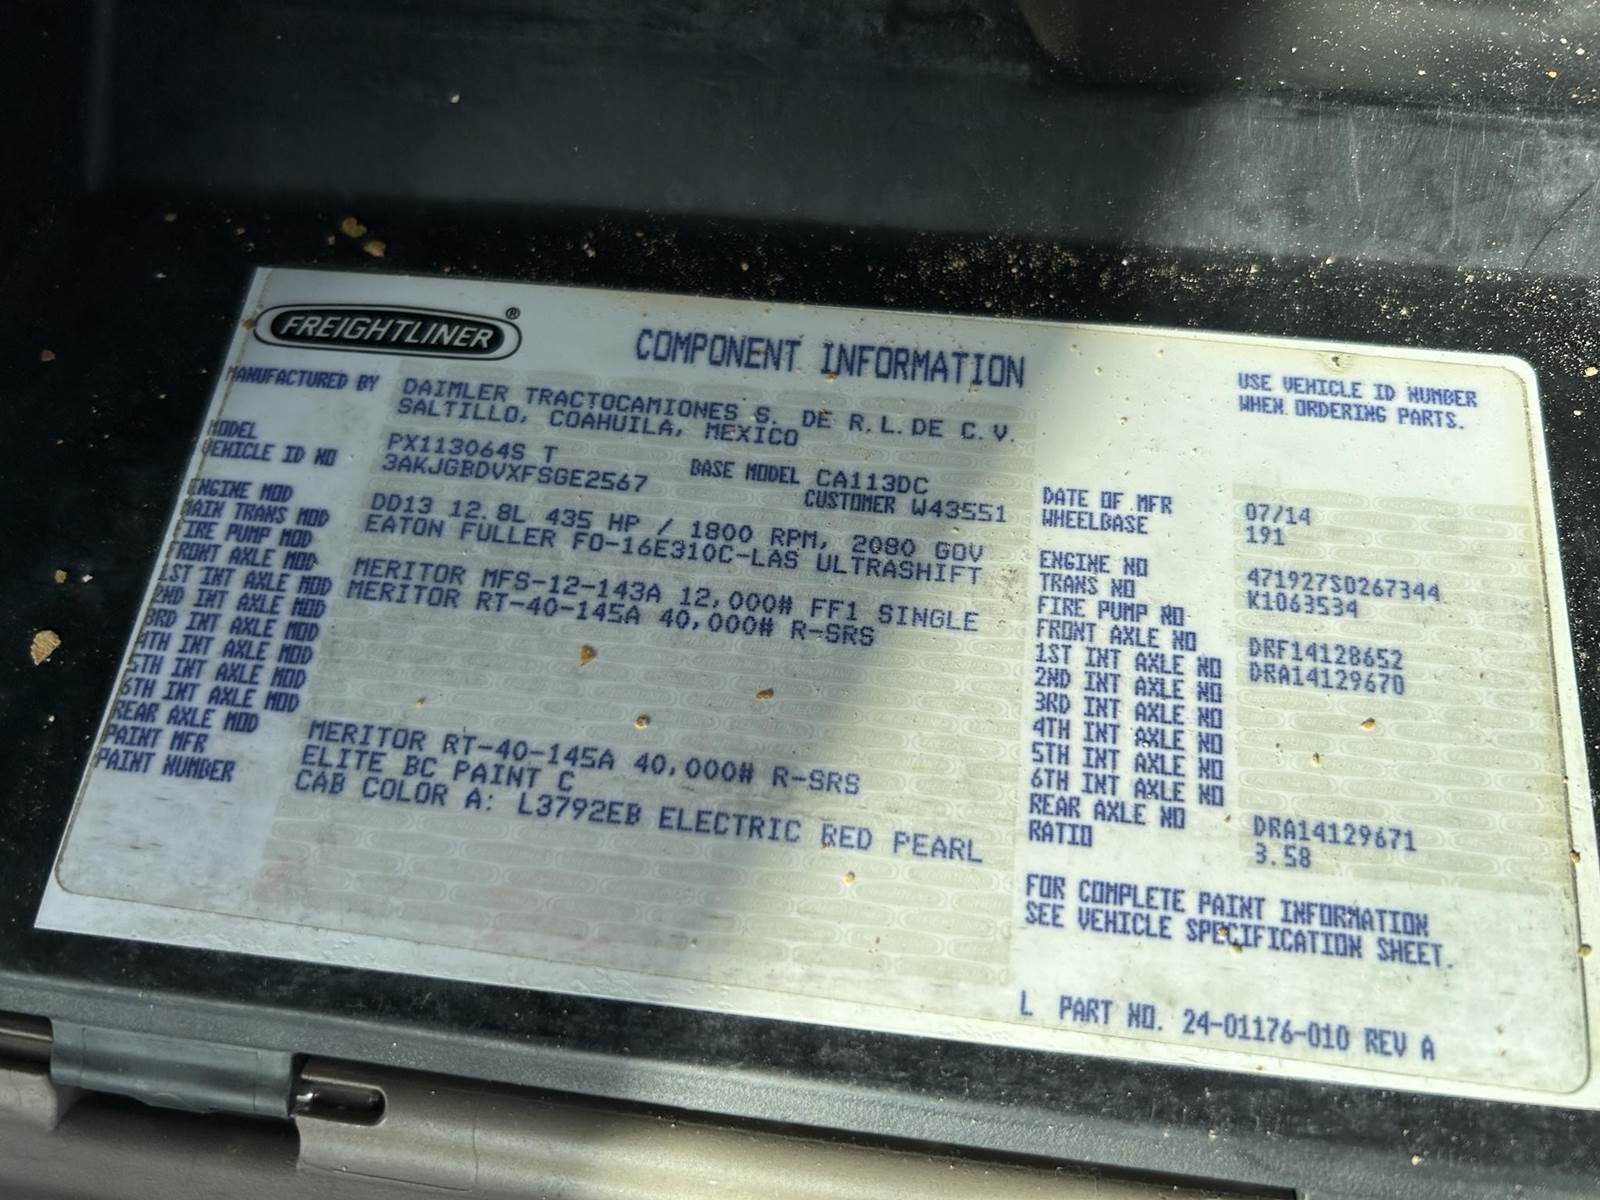 FREIGHTLINER®
COMPONENT INFORMATION
USE VEHICLE ID NUMBER
WHEN ORDERING PARTS.
MANUFACTURED BY DAIMLER TRACTOCAMIONES S. DE R.L.DE C.V.
SALTILLO, COAHUILA, MEXICO
MODEL PX113064S T BASE MODEL CA113DC
VEHICLE ID NO 3AKJGBDVXFSGE2567 CUSTOMER W43551
ENGINE MOD DD13 12.8L 435 HP / 1800 RPM, 2080 GOV
MAIN TRANS MOD EATON FULLER FO-16E310C-LAS ULTRASHIFT
FIRE PUMP MOD
FRONT AXLE MOD MERITOR MFS-12-143A 12,000# FF1 SINGLE
1ST INT AXLE MOD MERITOR RT-40-145A 40,000# R-SRS
2ND INT AXLE MOD
3RD INT AXLE MOD
4TH INT AXLE MOD
5TH INT AXLE MOD
6TH INT AXLE MOD
REAR AXLE MOD MERITOR RT-40-145A 40,000# R-SRS
PAINT MFR ELITE BC PAINT C
PAINT NUMBER CAB COLOR A: L3792EB ELECTRIC RED PEARL
DATE OF MFR 07/14
WHEELBASE 191
ENGINE NO 471927S0267344
TRANS NO K1063534
FIRE PUMP NO
FRONT AXLE NO DRF14128652
1ST INT AXLE NO DRA14129670
2ND INT AXLE NO
3RD INT AXLE NO
4TH INT AXLE NO
5TH INT AXLE NO
6TH INT AXLE NO
REAR AXLE NO DRA14129671
RATIO 3.58
FOR COMPLETE PAINT INFORMATION
SEE VEHICLE SPECIFICATION SHEET.
L PART NO. 24-01176-010 REV A